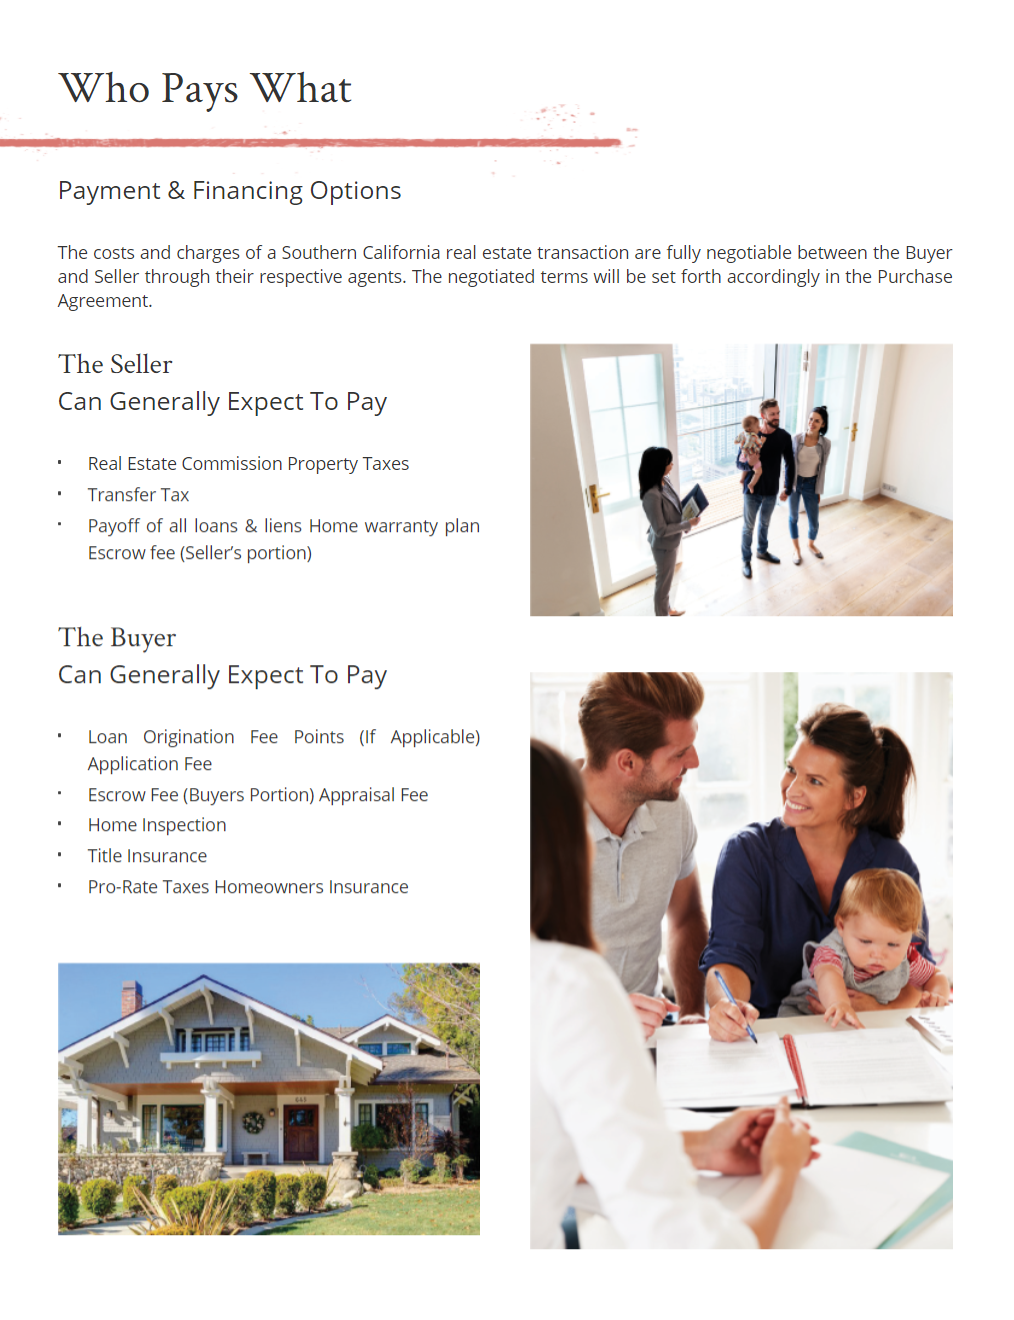 Who Pays What
Payment & Financing Options
The costs and charges of a Southern California real estate transaction are fully negotiable between the Buyer
and Seller through their respective agents. The negotiated terms will be set forth accordingly in the Purchase
Agreement.
The Seller
Can Generally Expect To Pay
• Real Estate Commission Property Taxes
• Transfer Tax
• Payoff of all loans & liens Home warranty plan
Escrow fee (Seller’s portion)
The Buyer
Can Generally Expect To Pay
• Loan Origination Fee Points (If Applicable)
Application Fee
• Escrow Fee (Buyers Portion) Appraisal Fee
• Home Inspection
• Title Insurance
• Pro-Rate Taxes Homeowners Insurance